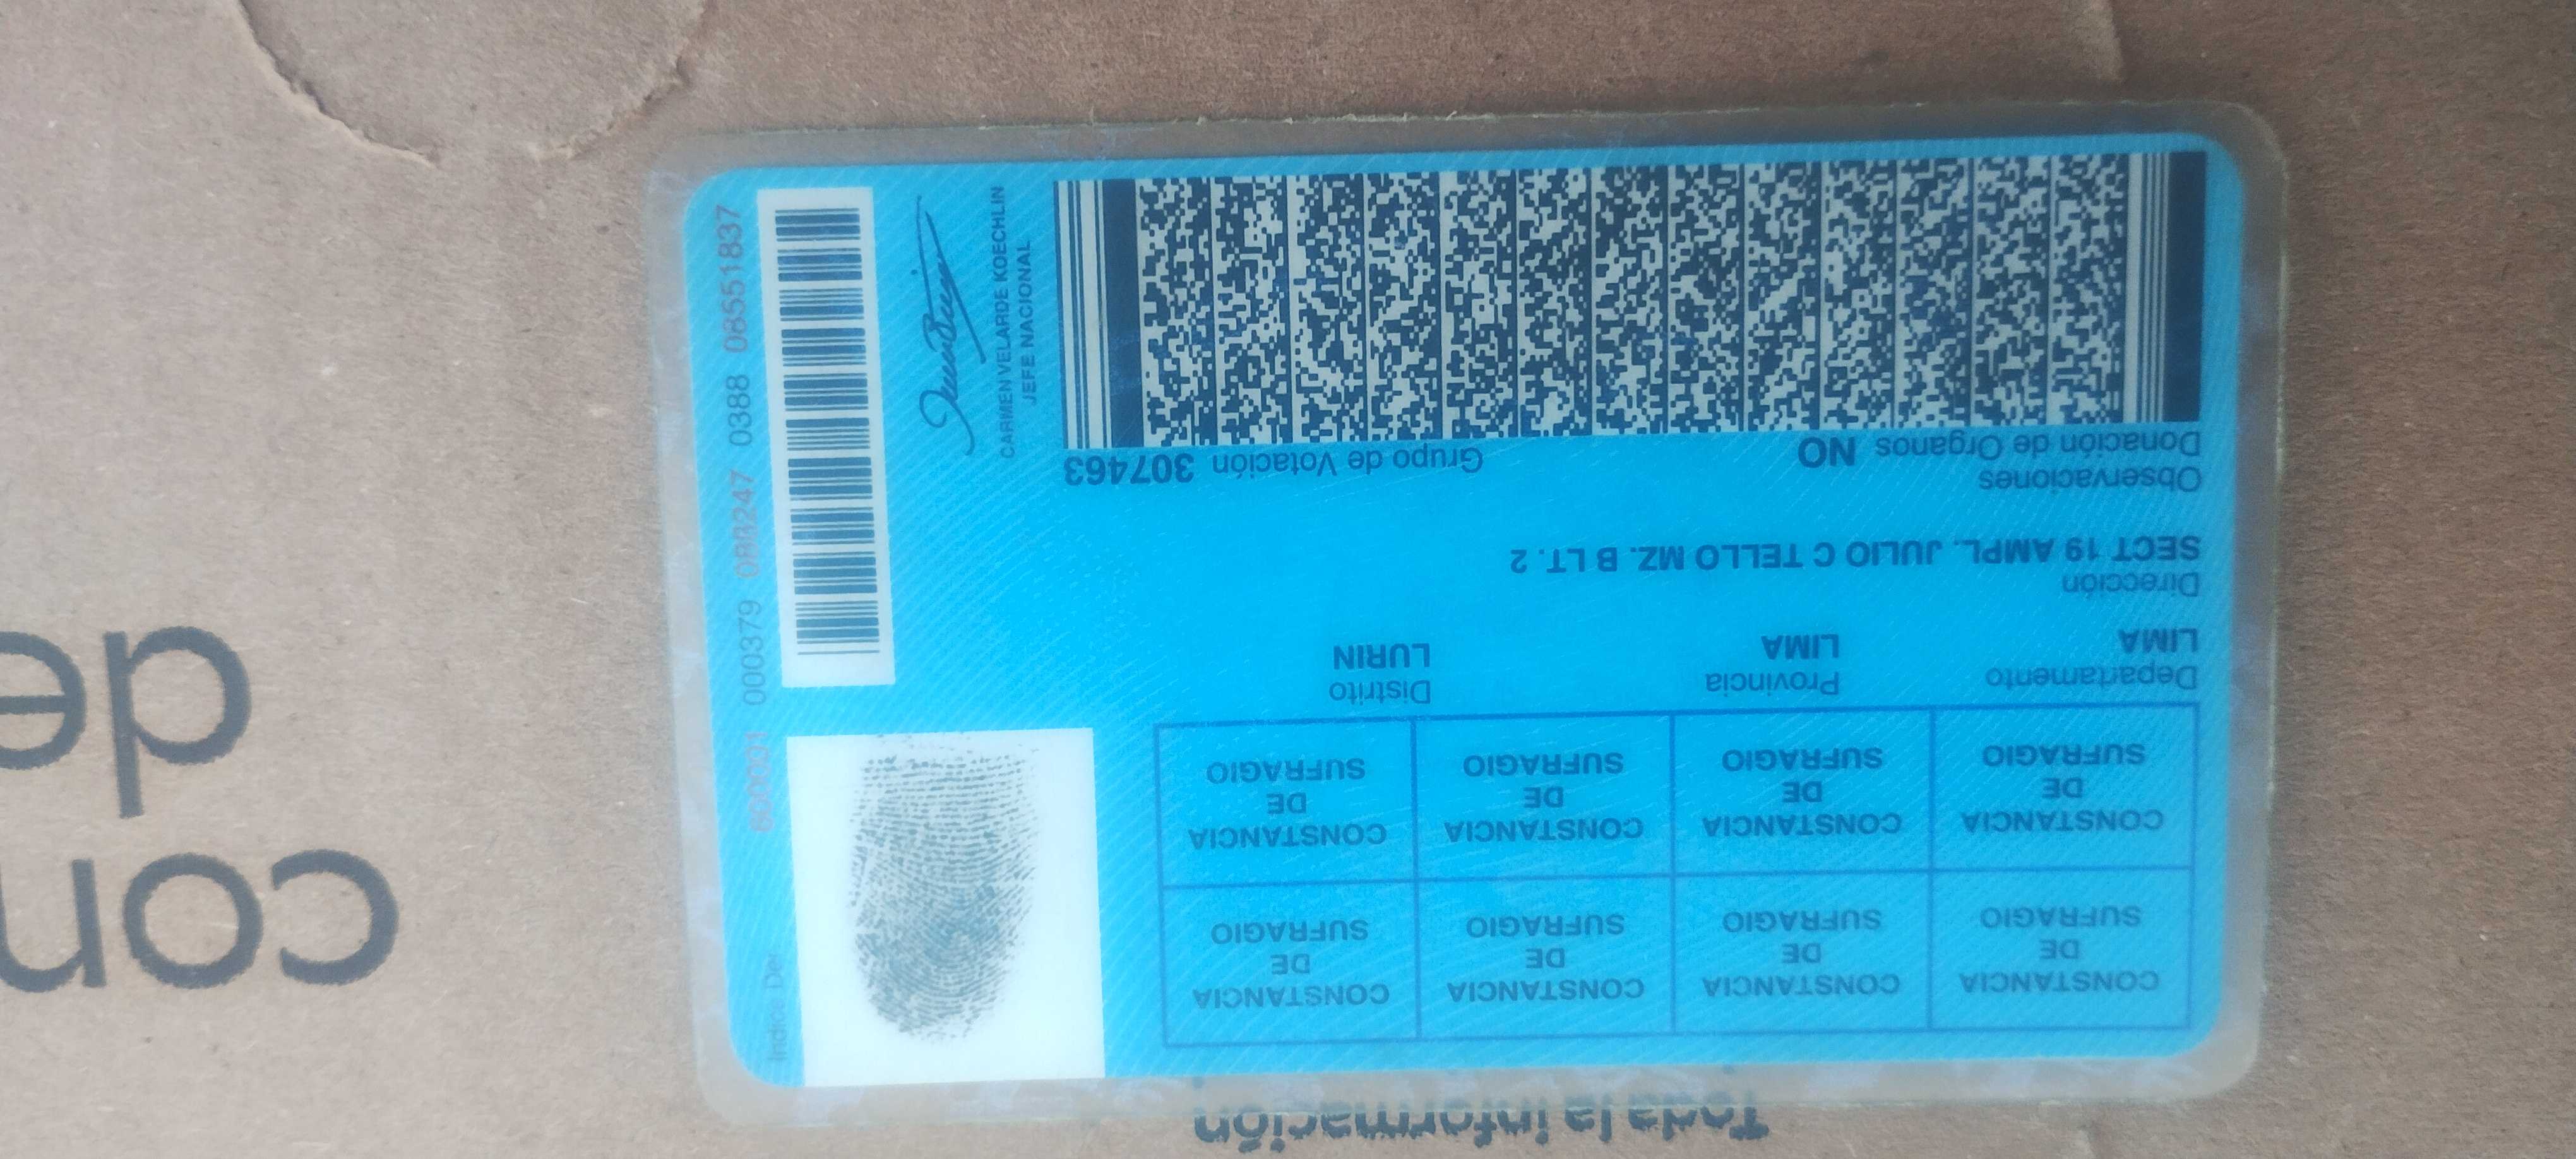 CONSTANCIA DE SUFRAGIO
CONSTANCIA DE SUFRAGIO
CONSTANCIA DE SUFRAGIO
CONSTANCIA DE SUFRAGIO
CONSTANCIA DE SUFRAGIO
CONSTANCIA DE SUFRAGIO
CONSTANCIA DE SUFRAGIO
CONSTANCIA DE SUFRAGIO
Departamento Provincia Distrito
LIMA LIMA LURIN
Dirección
SECT 19 AMPL. JULIO C TELLO MZ. B LT. 2
Observaciones
Donación de Organos NO Grupo de Votación 307463
CARMEN VELARDE KOECHLIN
JEFE NACIONAL
000379 088247 0388 08551837
Indice Der
Toda la información
con
de